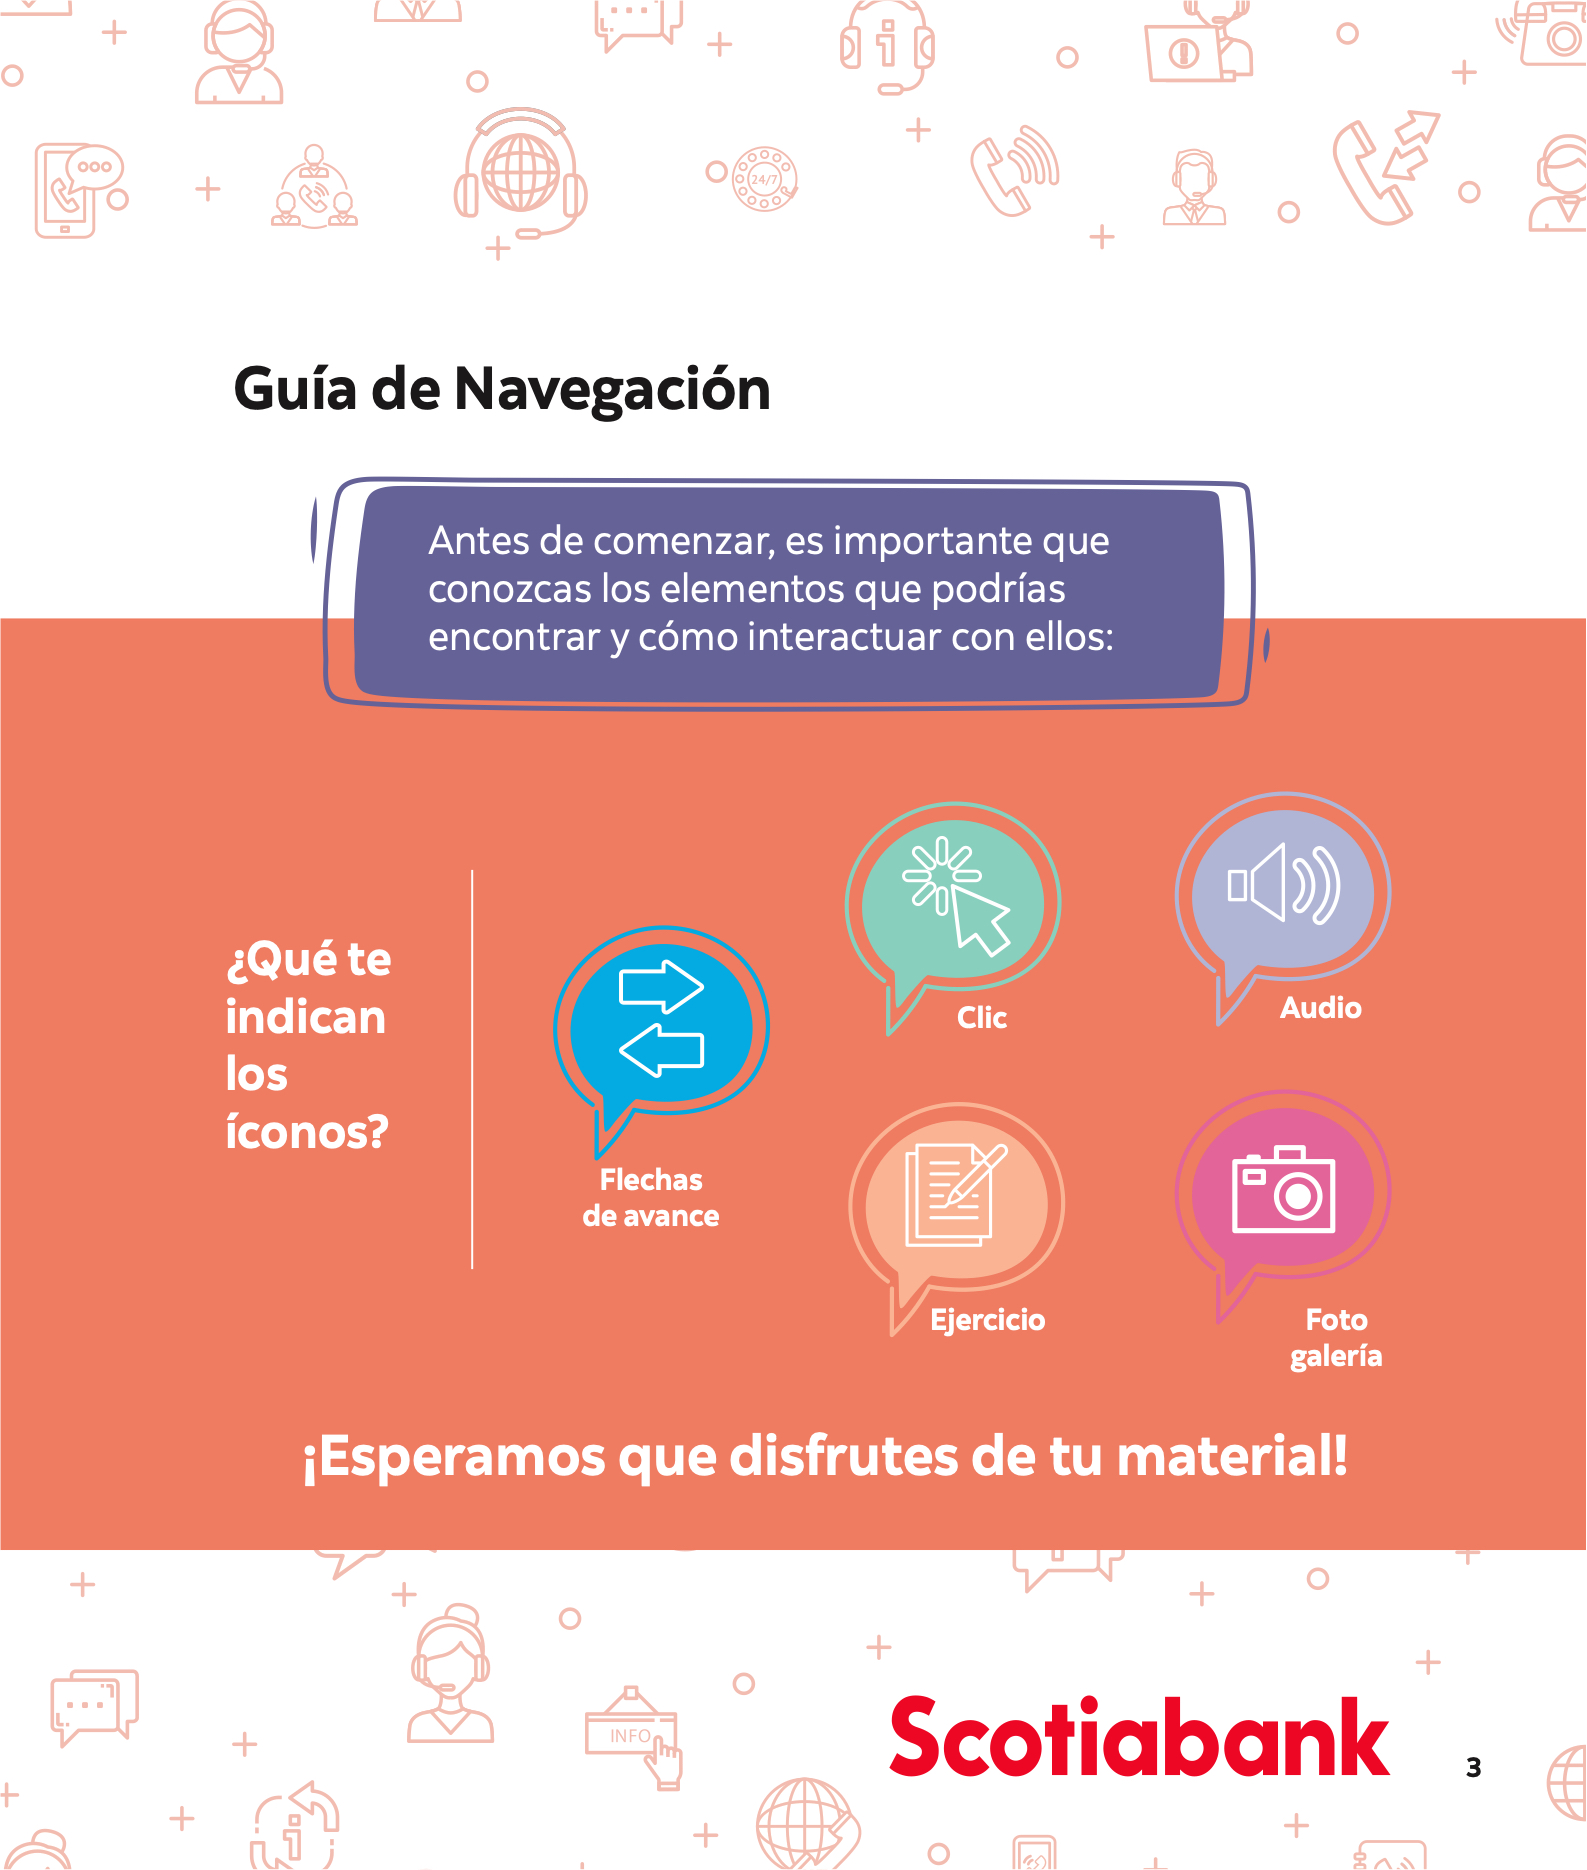 24/7
Guía de Navegación
Antes de comenzar, es importante que
conozcas los elementos que podrías
encontrar y cómo interactuar con ellos:
¿Qué te
indican
los
íconos?
Flechas
de avance
Clic
Audio
Ejercicio
Foto
galería
¡Esperamos que disfrutes de tu material!
INFO
Scotiabank
3